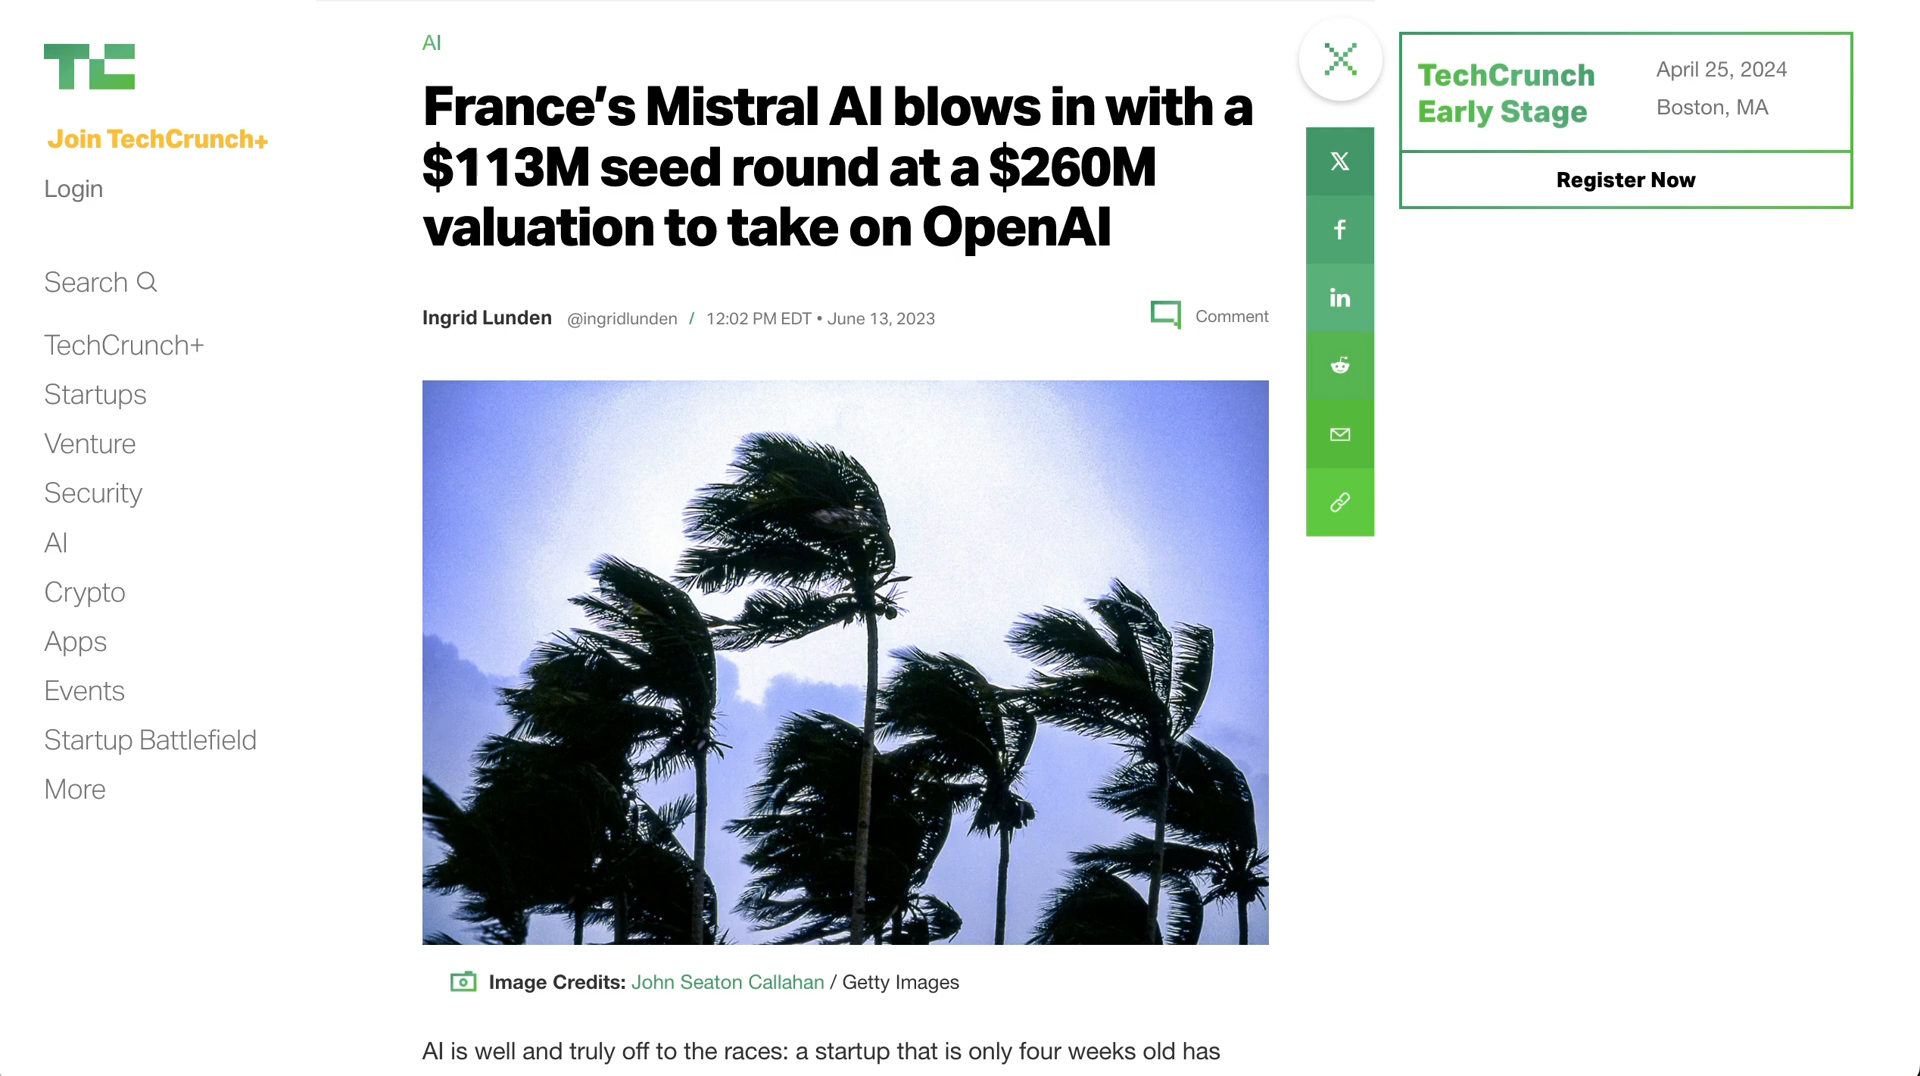 TC
Join TechCrunch+
Login
Search
TechCrunch+
Startups
Venture
Security
AI
Crypto
Apps
Events
Startup Battlefield
More
AI
France’s Mistral AI blows in with a
$113M seed round at a $260M
valuation to take on OpenAI
Ingrid Lunden @ingridlunden / 12:02 PM EDT • June 13, 2023
Comment
Image Credits: John Seaton Callahan / Getty Images
AI is well and truly off to the races: a startup that is only four weeks old has
X
f
in
TechCrunch
Early Stage
April 25, 2024
Boston, MA
Register Now